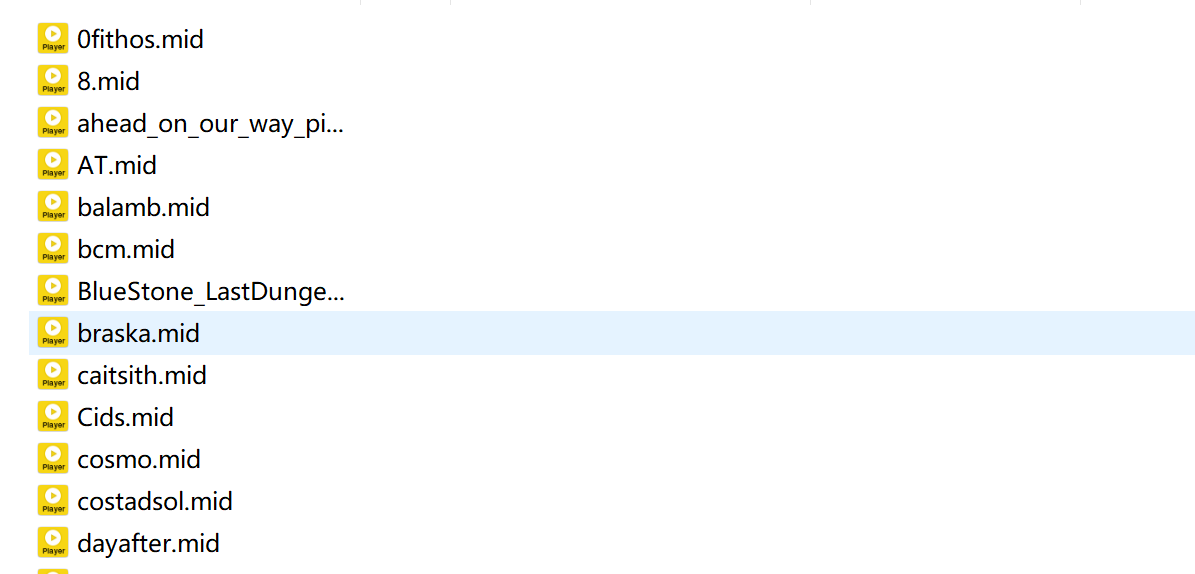 Player 0fithos.mid
Player 8.mid
Player ahead_on_our_way_pi...
Player AT.mid
Player balamb.mid
Player bcm.mid
Player BlueStone_LastDunge...
Player braska.mid
Player caitsith.mid
Player Cids.mid
Player cosmo.mid
Player costadsol.mid
Player dayafter.mid